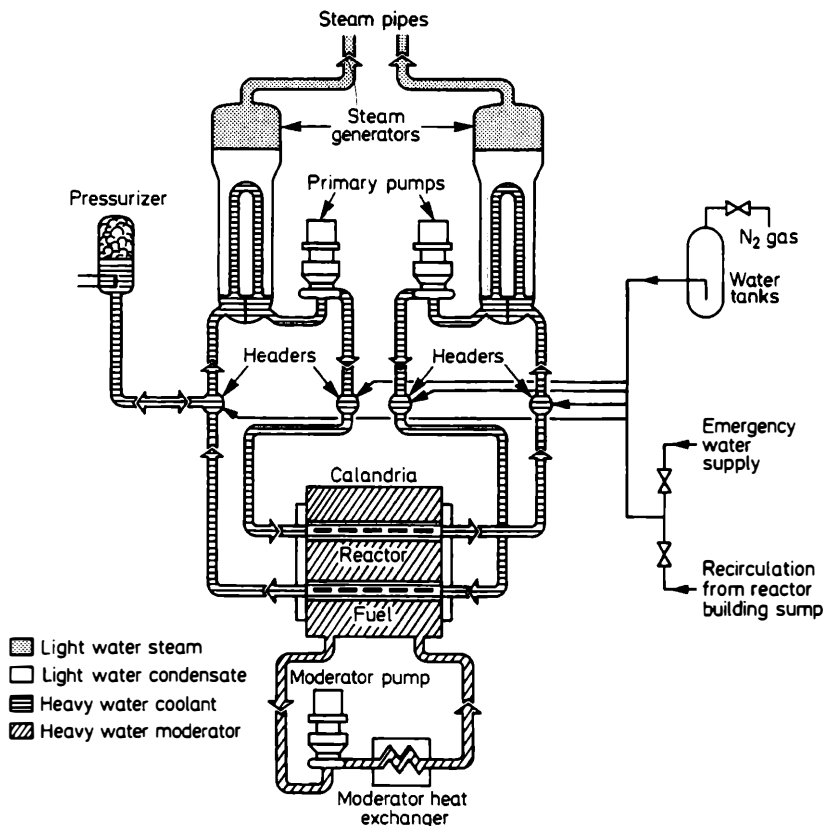 Steam pipes
Steam
generators
Primary pumps
Pressurizer
N₂ gas
Water
tanks
Headers
Headers
Emergency
water
supply
Calandria
Reactor
Fuel
Recirculation
from reactor
building sump
Light water steam
Light water condensate
Heavy water coolant
Heavy water moderator
Moderator pump
Moderator heat
exchanger